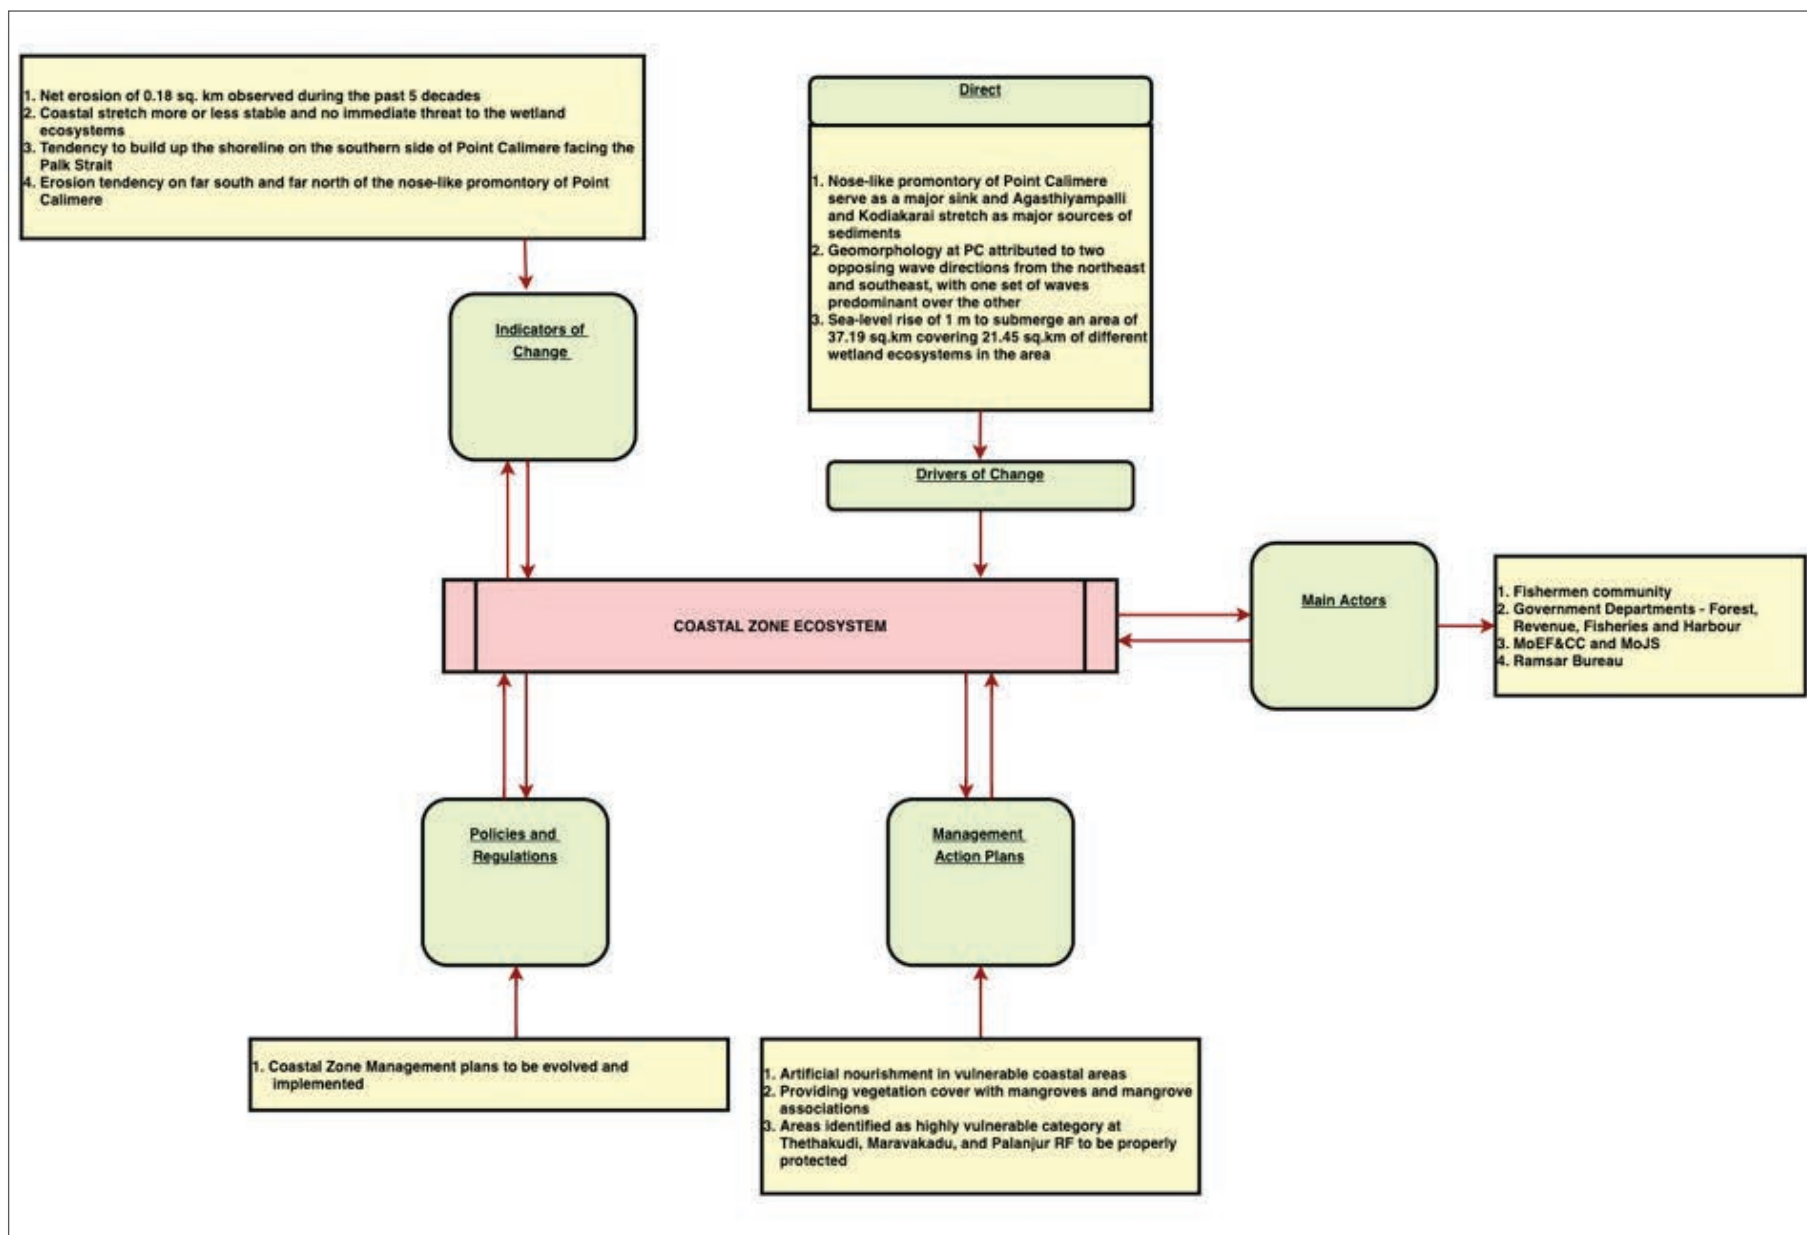 1. Net erosion of 0.18 sq. km observed during the past 5 decades
2. Coastal stretch more or less stable and no immediate threat to the wetland
ecosystems
3. Tendency to build up the shoreline on the southern side of Point Calimere facing the
Palk Strait
4. Erosion tendency on far south and far north of the nose-like promontory of Point
Calimere
Direct
1. Nose-like promontory of Point Calimere
serve as a major sink and Agasthiyampalli
and Kodiakarai stretch as major sources of
sediments
2. Geomorphology at PC attributed to two
opposing wave directions from the northeast
and southeast, with one set of waves
predominant over the other
3. Sea-level rise of 1 m to submerge an area of
37.19 sq.km covering 21.45 sq.km of different
wetland ecosystems in the area
Indicators of
Change
Drivers of Change
COASTAL ZONE ECOSYSTEM
Main Actors
1. Fishermen community
2. Government Departments - Forest,
Revenue, Fisheries and Harbour
3. MoEF&CC and MoJS
4. Ramsar Bureau
Policies and
Regulations
Management
Action Plans
1. Coastal Zone Management plans to be evolved and
implemented
1. Artificial nourishment in vulnerable coastal areas
2. Providing vegetation cover with mangroves and mangrove
associations
3. Areas identified as highly vulnerable category at
Thethakudi, Maravakadu, and Palanjur RF to be properly
protected